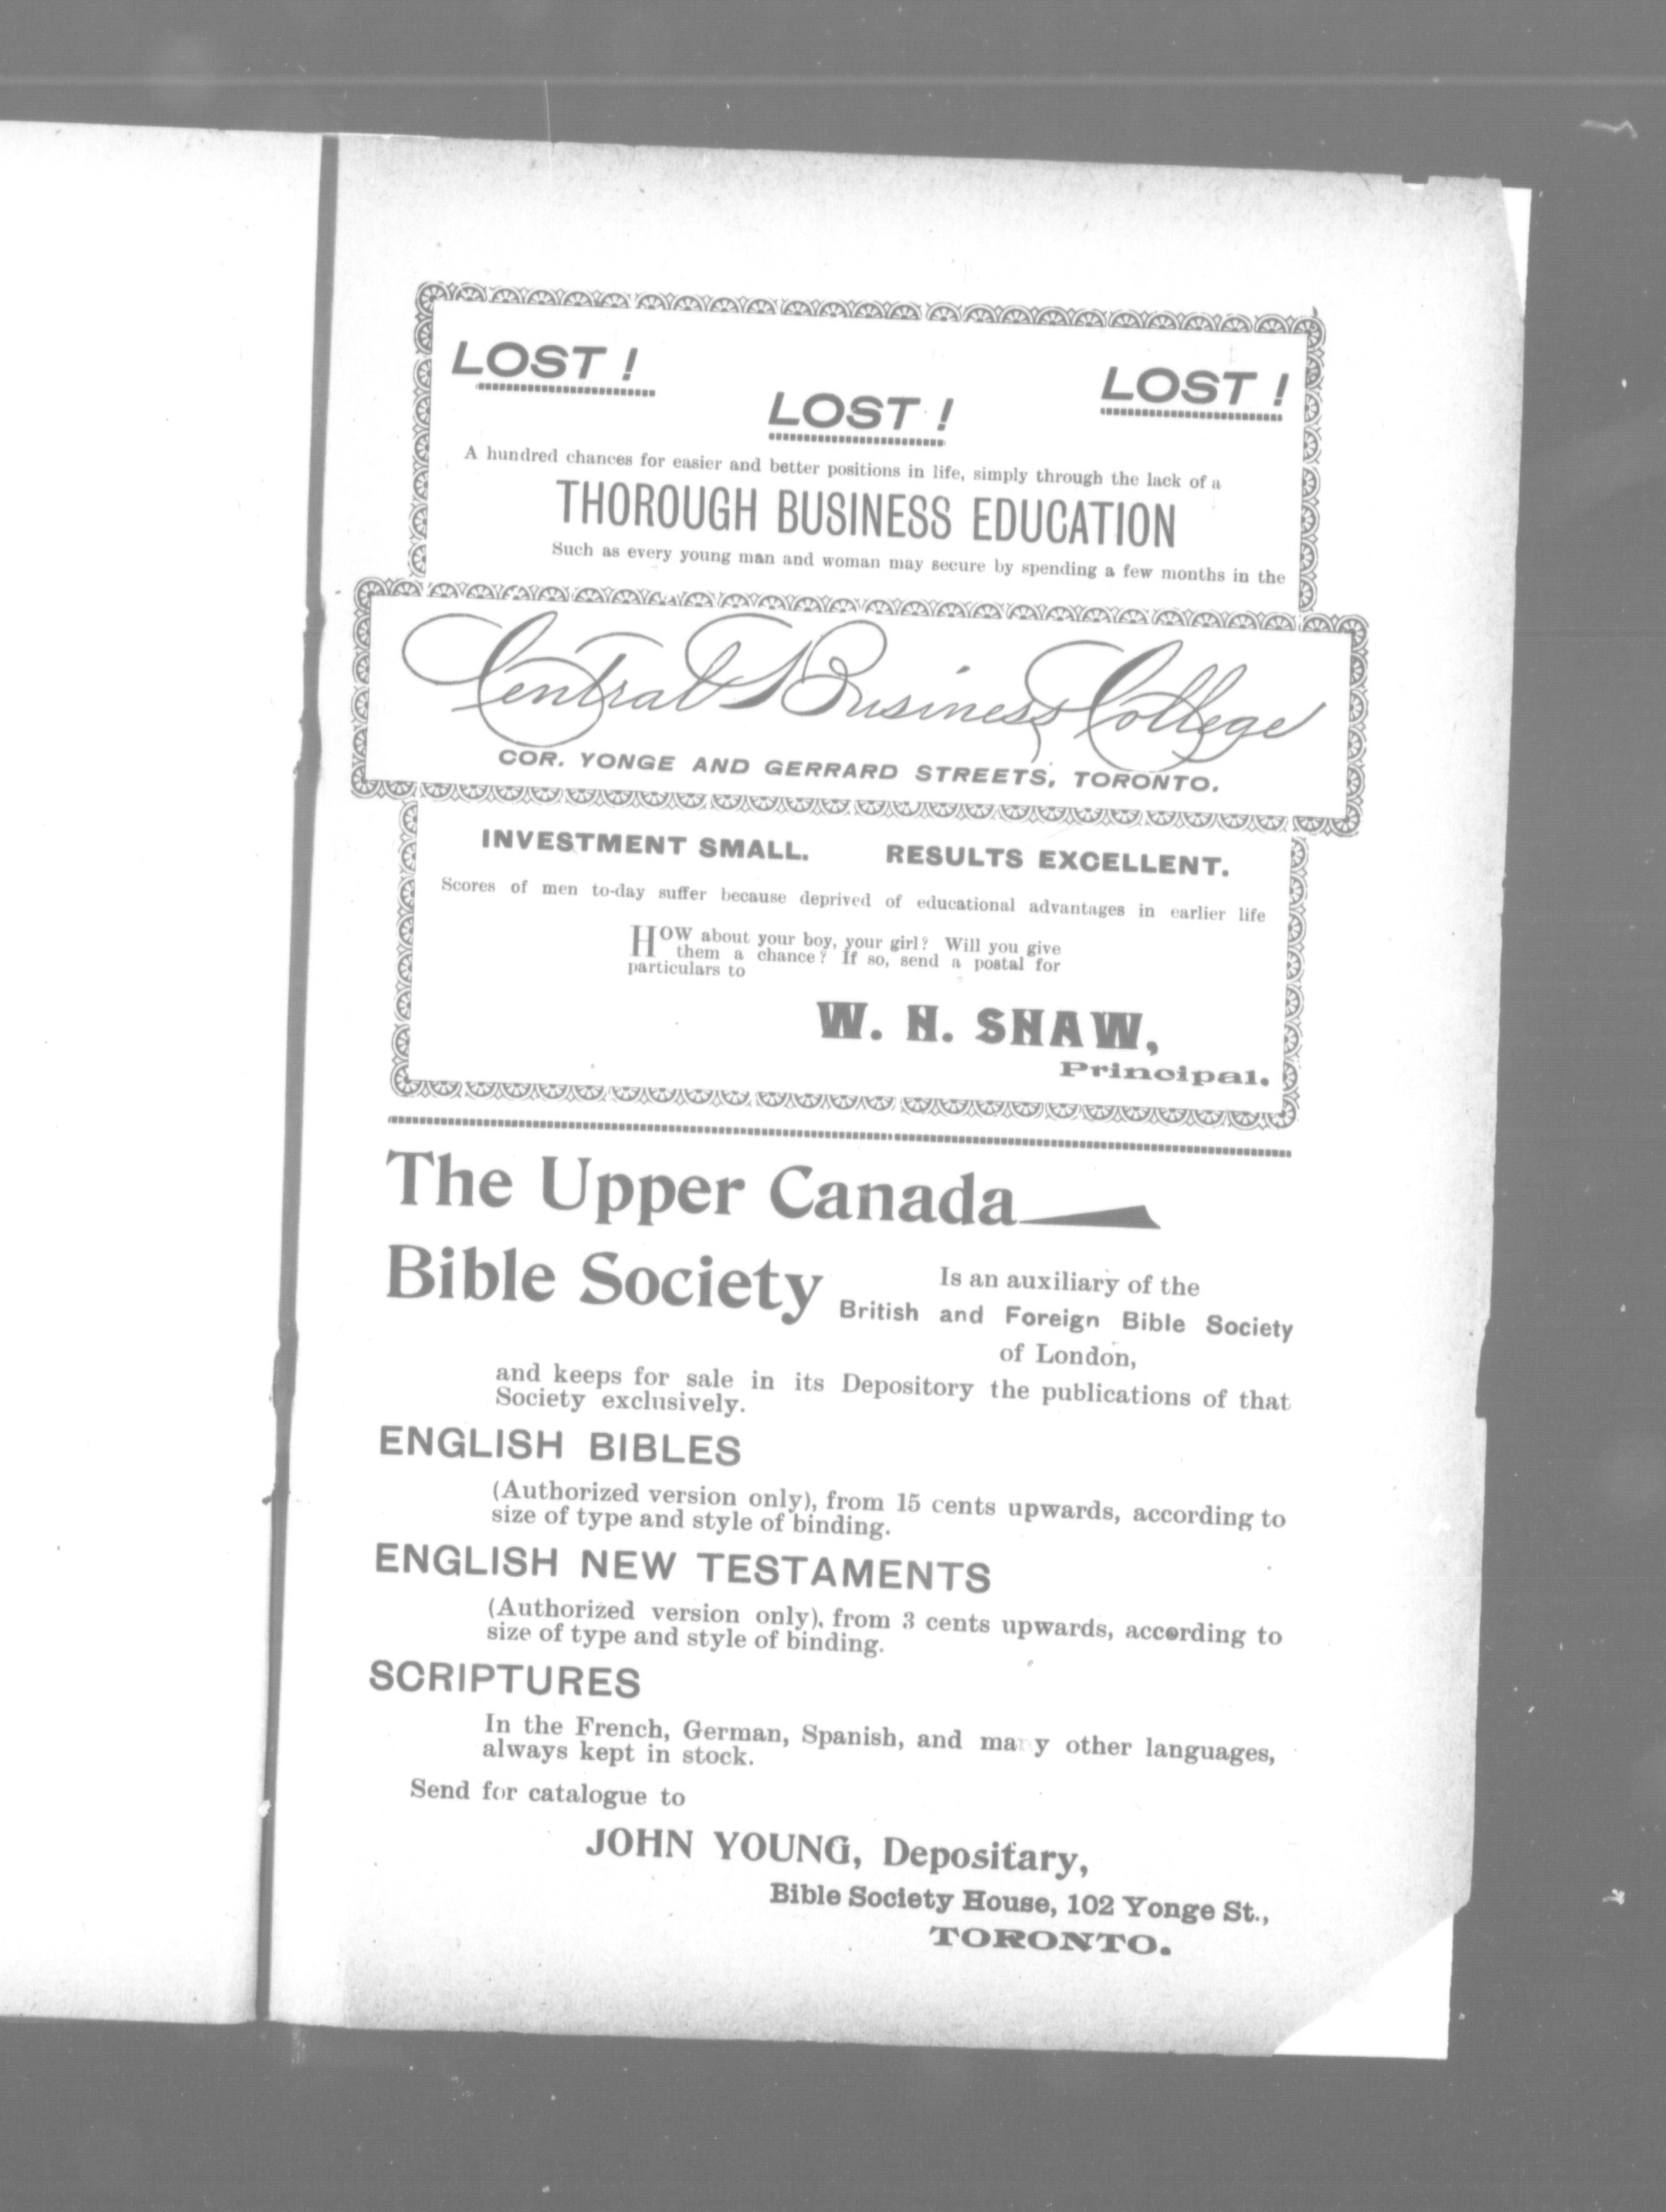 LOST !
LOST !
LOST !
A hundred chances for easier and better positions in life, simply through the lack of a
THOROUGH BUSINESS EDUCATION
Such as every young man and woman may secure by spending a few months in the
Central Business College
COR. YONGE AND GERRARD STREETS, TORONTO.
INVESTMENT SMALL. RESULTS EXCELLENT.
Scores of men to-day suffer because deprived of educational advantages in earlier life
HOW about your boy, your girl? Will you give
them a chance? If so, send a postal for
particulars to
W. H. SHAW,
Principal.
The Upper Canada
Bible Society
Is an auxiliary of the
British and Foreign Bible Society
of London,
and keeps for sale in its Depository the publications of that
Society exclusively.
ENGLISH BIBLES
(Authorized version only), from 15 cents upwards, according to
size of type and style of binding.
ENGLISH NEW TESTAMENTS
(Authorized version only), from 3 cents upwards, according to
size of type and style of binding.
SCRIPTURES
In the French, German, Spanish, and many other languages,
always kept in stock.
Send for catalogue to
JOHN YOUNG, Depositary,
Bible Society House, 102 Yonge St.,
TORONTO.